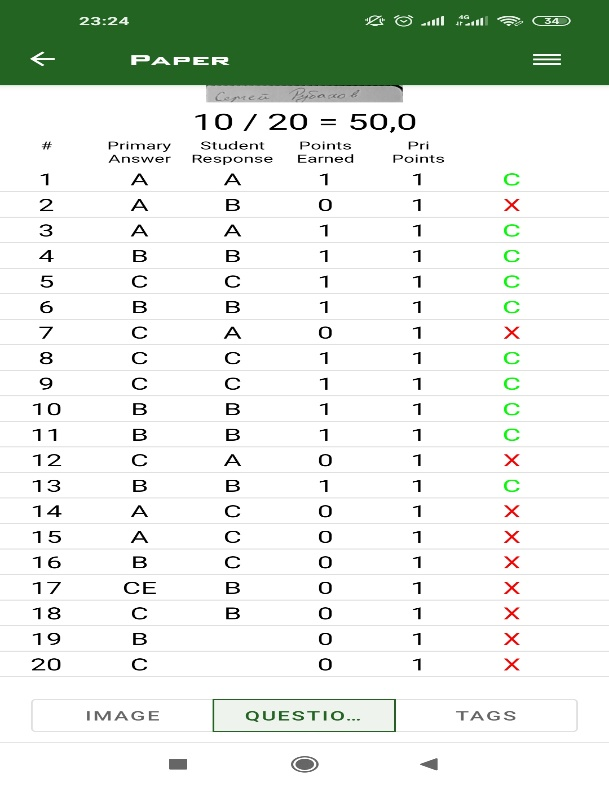 23:24 4G 34
PAPER
Сергей
10 / 20 = 50,0
# Primary Answer Student Response Points Earned Pri Points
1 A A 1 1 C
2 A B 0 1 X
3 A A 1 1 C
4 B B 1 1 C
5 C C 1 1 C
6 B B 1 1 C
7 C A 0 1 X
8 C C 1 1 C
9 C C 1 1 C
10 B B 1 1 C
11 B B 1 1 C
12 C A 0 1 X
13 B B 1 1 C
14 A C 0 1 X
15 A C 0 1 X
16 B C 0 1 X
17 CE B 0 1 X
18 C B 0 1 X
19 B 0 1 X
20 C 0 1 X
IMAGE QUESTIO... TAGS